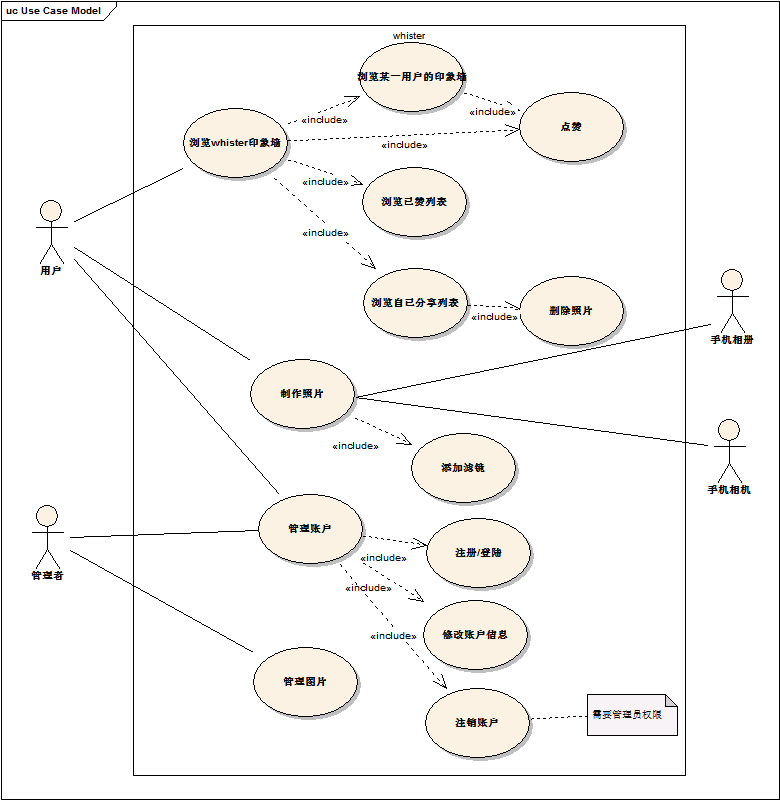 uc Use Case Model
whister
浏览某一用户的印象墙
«include»
«include»
点赞
浏览whister印象墙
«include»
«include»
浏览已赞列表
«include»
用户
浏览自己分享列表
删除照片
«include»
手机相册
制作照片
«include»
添加滤镜
手机相机
管理账户
注册/登陆
«include»
管理者
«include»
修改账户信息
«include»
管理图片
需要管理员权限
注销账户